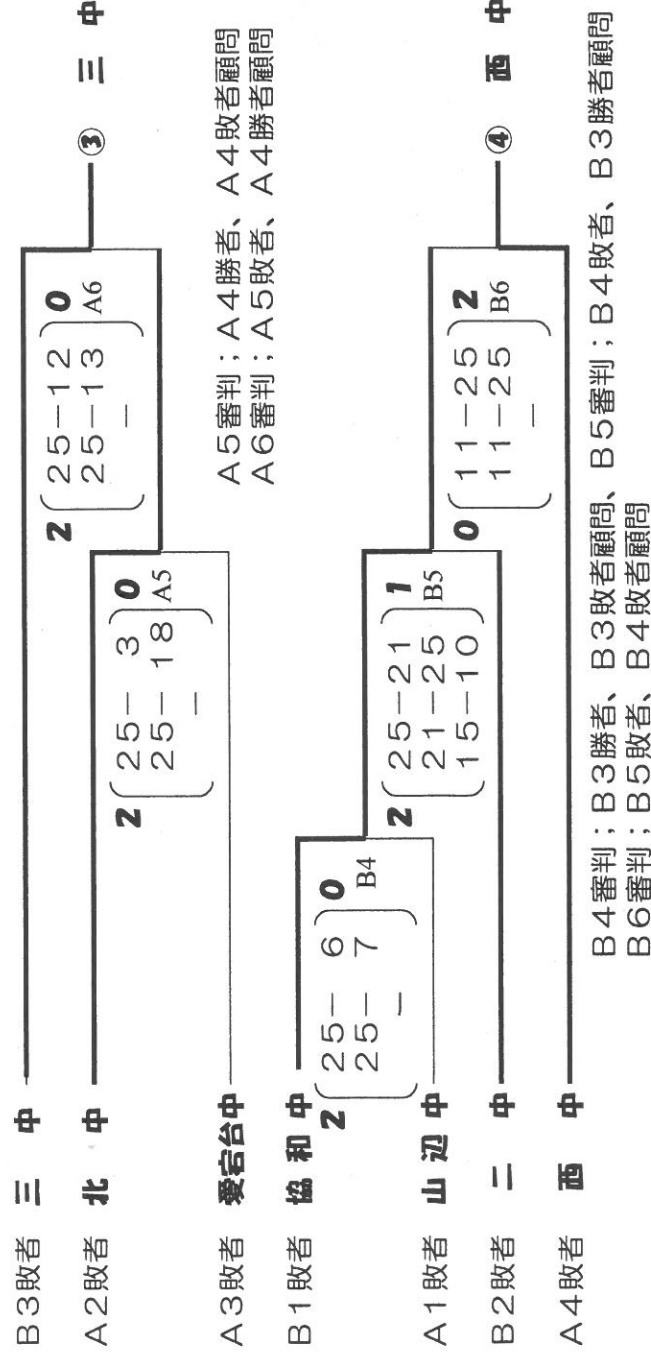 B3敗者 三 中
A2敗者 北 中
A3敗者 愛宕台中
B1敗者 協 和 中
A1敗者 山 辺 中
B2敗者 二 中
A4敗者 西 中
2 25-12 0
25-13 A6
-
③ 三 中
2 25- 3 0
25-18 A5
-
A5審判；A4勝者、A4敗者顧問
A6審判；A5敗者、A4勝者顧問
2 25- 6 0
25- 7 B4
-
2 25-21 1
21-25 B5
15-10
0 11-25 2
11-25 B6
-
④ 西 中
B4審判；B3勝者、B3敗者顧問、 B5審判；B4敗者、B3勝者顧問
B6審判；B5敗者、B4敗者顧問